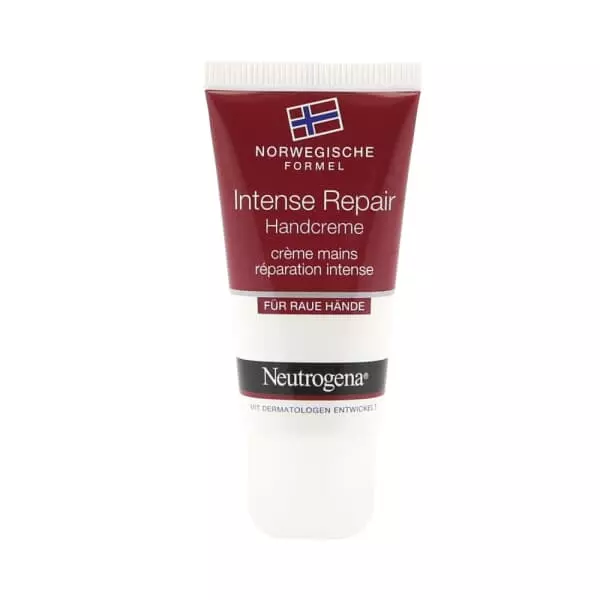 NORWEGISCHE
FORMEL
Intense Repair
Handcreme
crème mains
réparation intense
FÜR RAUE HÄNDE
Neutrogena®
MIT DERMATOLOGEN ENTWICKELT